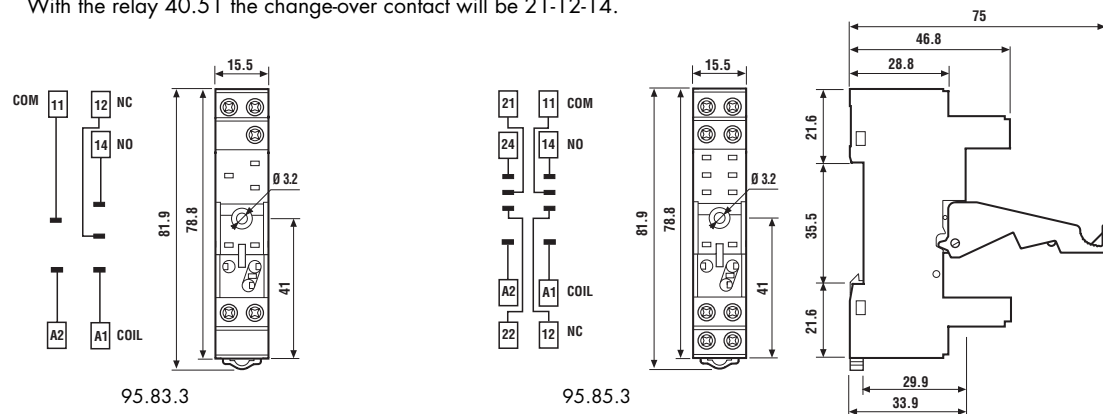 With the relay 40.51 the change-over contact will be 21-12-14.
75
46.8
28.8
15.5
15.5
COM 11
12 NC
14 NO
21
11 COM
24
14 NO
21.6
Ø 3.2
Ø 3.2
81.9
78.8
81.9
78.8
35.5
41
41
A2
A1 COIL
A2
A1 COIL
22
12 NC
21.6
29.9
33.9
95.83.3
95.85.3